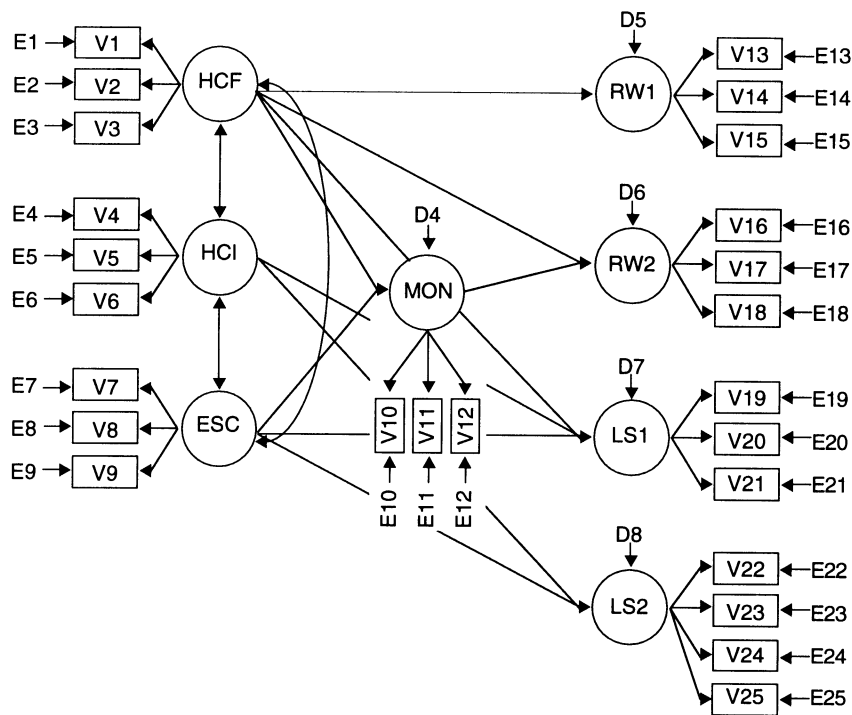 E1 V1
E2 V2
E3 V3
HCF
E4 V4
E5 V5
E6 V6
HCI
E7 V7
E8 V8
E9 V9
ESC
D4
MON
V10 V11 V12
E10 E11 E12
D5
RW1
V13 E13
V14 E14
V15 E15
D6
RW2
V16 E16
V17 E17
V18 E18
D7
LS1
V19 E19
V20 E20
V21 E21
D8
LS2
V22 E22
V23 E23
V24 E24
V25 E25